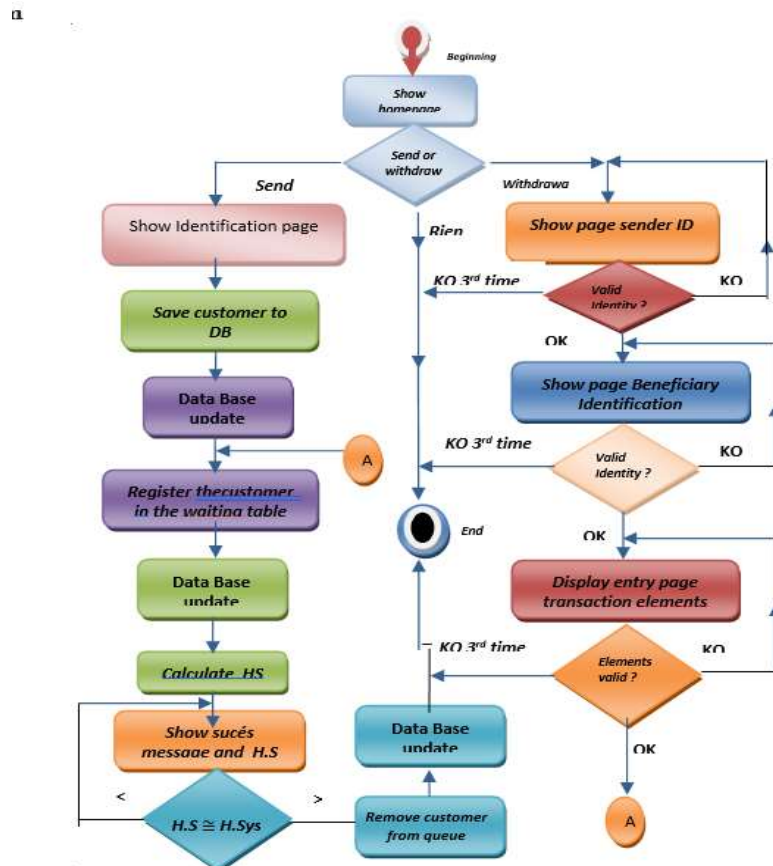 Beginning
Show
homepage
Send or
withdraw
Send
Withdrawa
Show Identification page
Rien
Show page sender ID
KO 3rd time
Valid
Identity ?
KO
Save customer to
DB
OK
Data Base
update
Show page Beneficiary
Identification
A
KO 3rd time
Valid
Identity ?
KO
Register thecustomer
in the waiting table
End
OK
Data Base
update
Display entry page
transaction elements
KO 3rd time
Elements
valid ?
KO
Calculate HS
Show sucés
message and H.S
Data Base
update
OK
<
>
H.S ≅ H.Sys
Remove customer
from queue
A